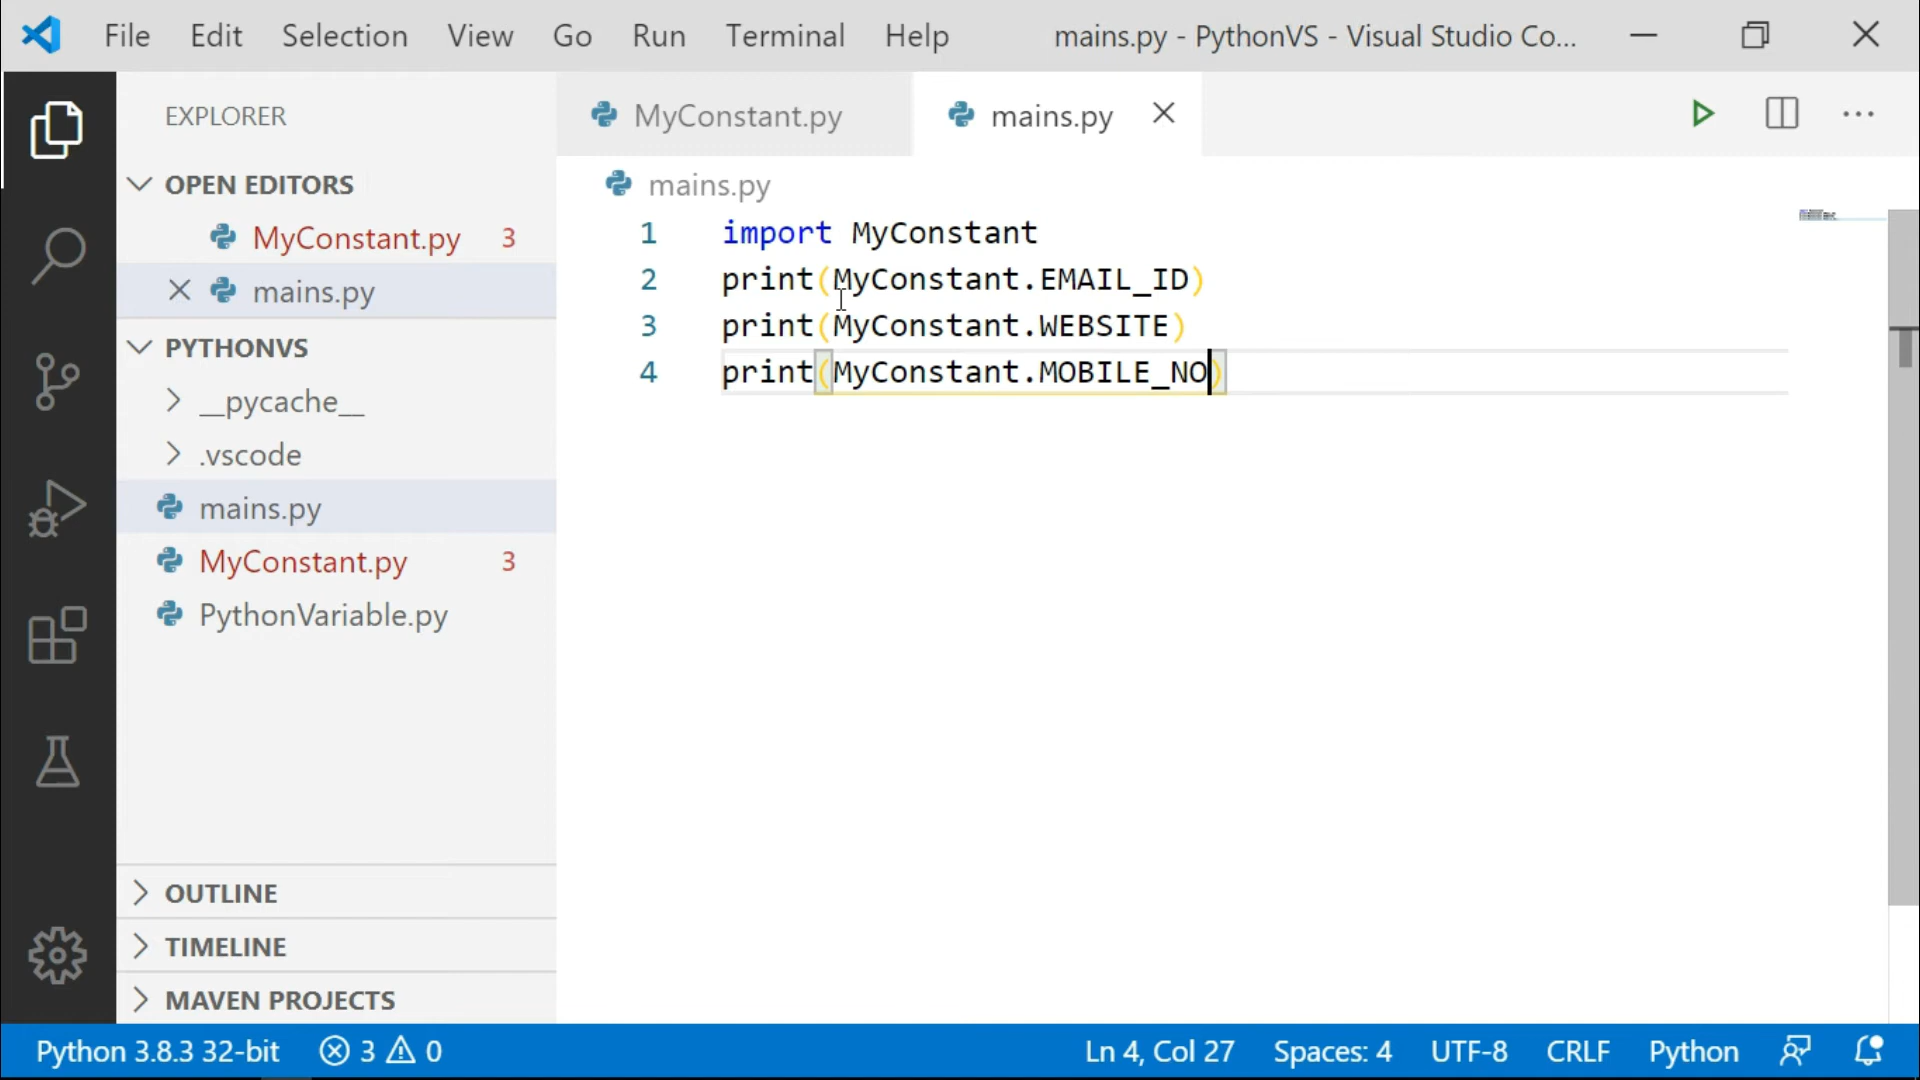 File Edit Selection View Go Run Terminal Help mains.py - PythonVS - Visual Studio Co...
EXPLORER
OPEN EDITORS
MyConstant.py 3
mains.py
PYTHONVS
__pycache__
.vscode
mains.py
MyConstant.py 3
PythonVariable.py
OUTLINE
TIMELINE
MAVEN PROJECTS
MyConstant.py mains.py
mains.py
1 import MyConstant
2 print(MyConstant.EMAIL_ID)
3 print(MyConstant.WEBSITE)
4 print(MyConstant.MOBILE_NO)
Python 3.8.3 32-bit 3 0 Ln 4, Col 27 Spaces: 4 UTF-8 CRLF Python